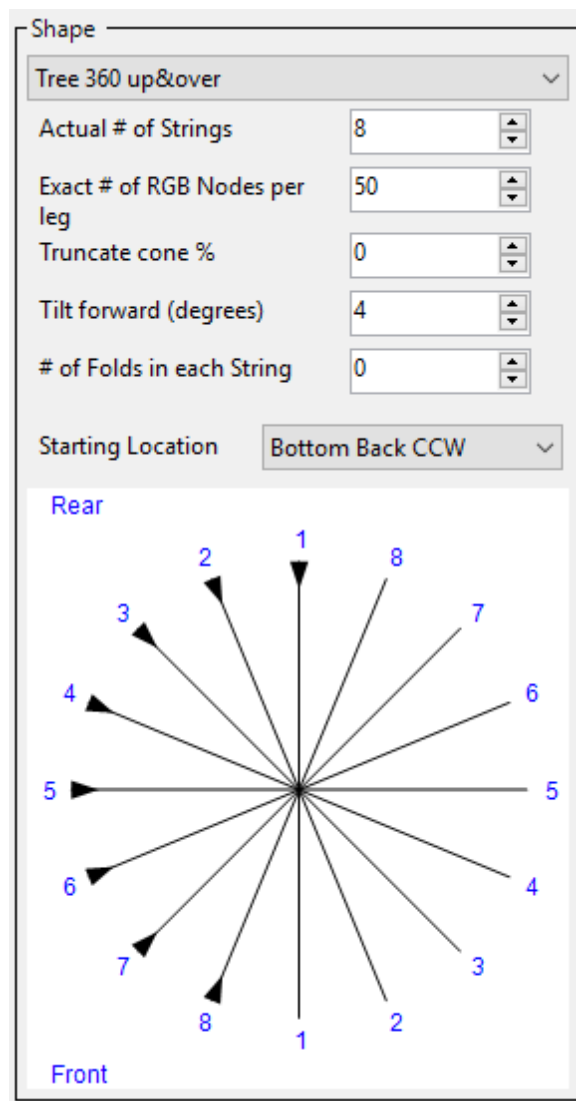 Shape
Tree 360 up&over
Actual # of Strings 8
Exact # of RGB Nodes per
leg
50
Truncate cone % 0
Tilt forward (degrees) 4
# of Folds in each String 0
Starting Location Bottom Back CCW
Rear
1
2 8
3 7
4 6
5 5
6 4
7 3
8 2
1
Front